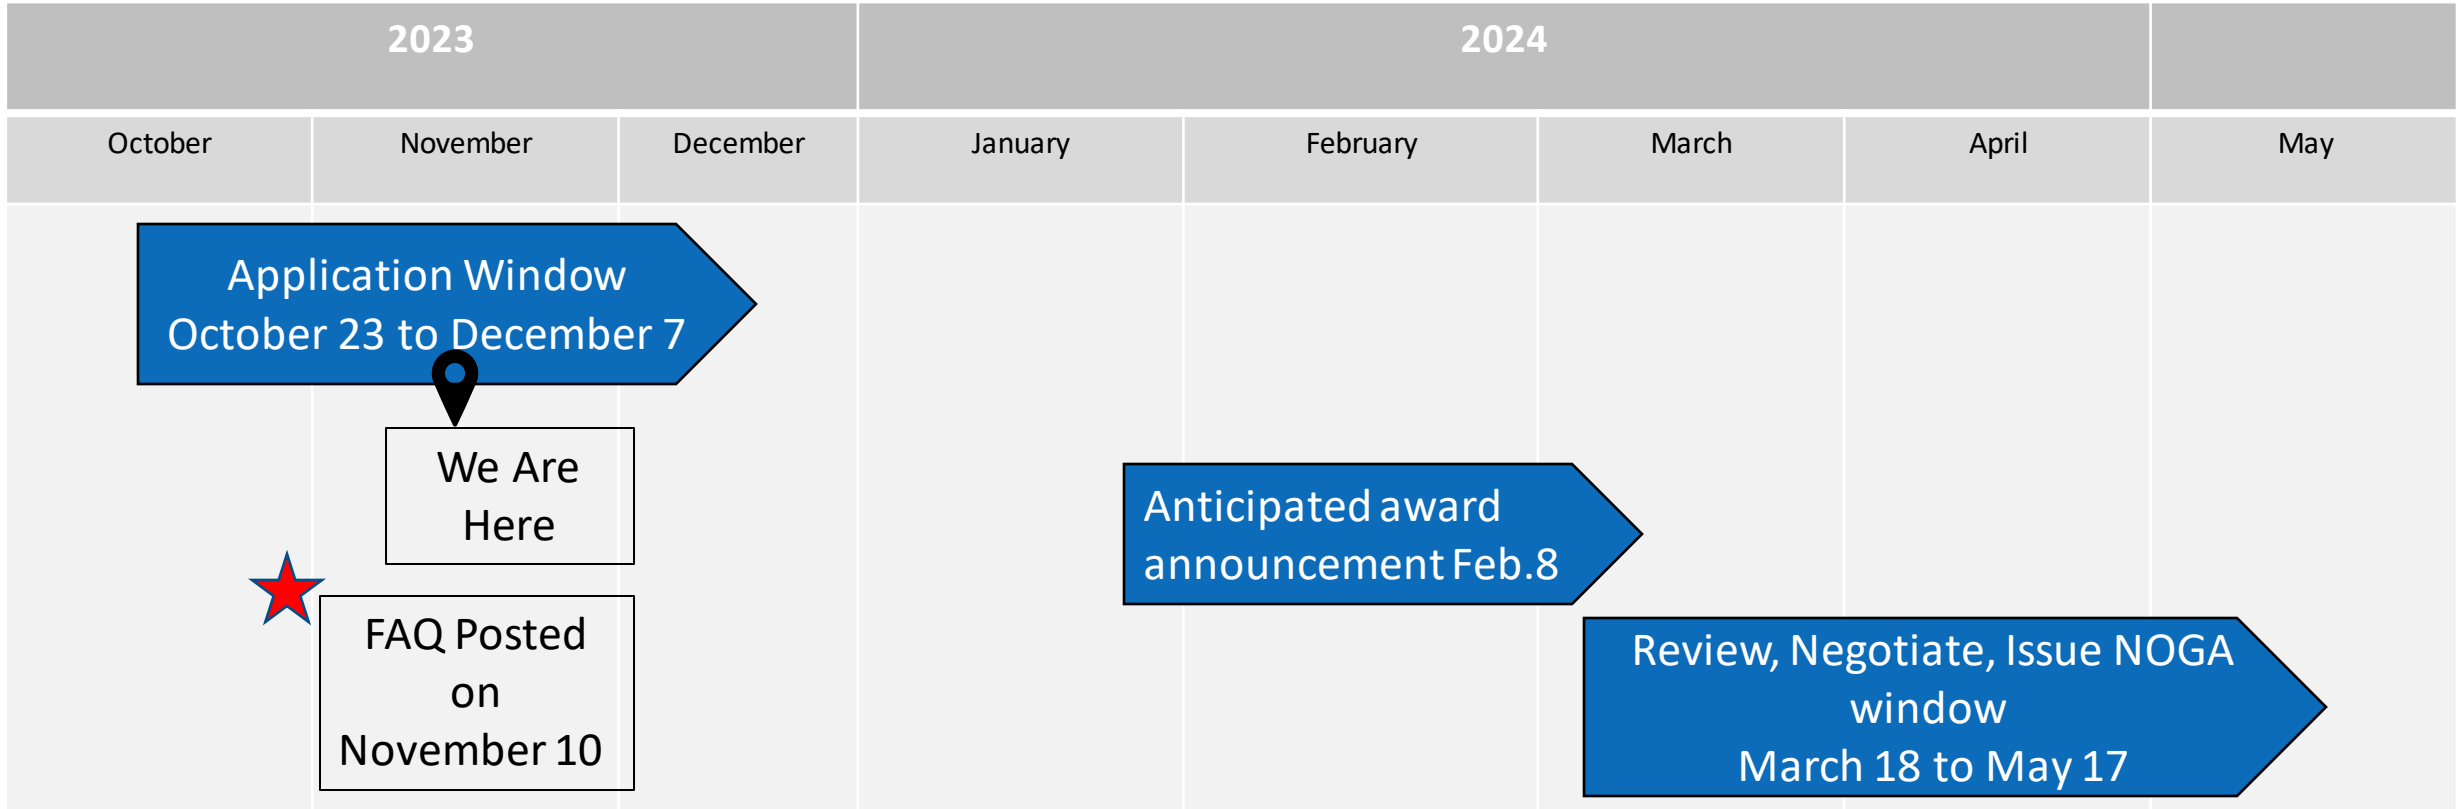 2023
2024
October
November
December
January
February
March
April
May
Application Window
October 23 to December 7
We Are
Here
FAQ Posted
on
November 10
Anticipated award
announcement Feb.8
Review, Negotiate, Issue NOGA
window
March 18 to May 17